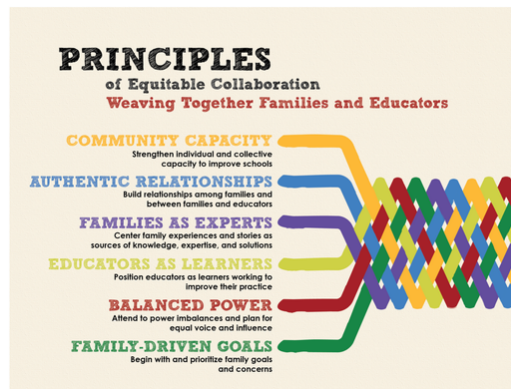 PRINCIPLES
of Equitable Collaboration
Weaving Together Families and Educators
COMMUNITY CAPACITY
Strengthen individual and collective
capacity to improve schools
AUTHENTIC RELATIONSHIPS
Build relationships among families and
between families and educators
FAMILIES AS EXPERTS
Center family experiences and stories as
sources of knowledge, expertise, and solutions
EDUCATORS AS LEARNERS
Position educators as learners working to
improve their practice
BALANCED POWER
Attend to power imbalances and plan for
equal voice and influence
FAMILY-DRIVEN GOALS
Begin with and prioritize family goals
and concerns